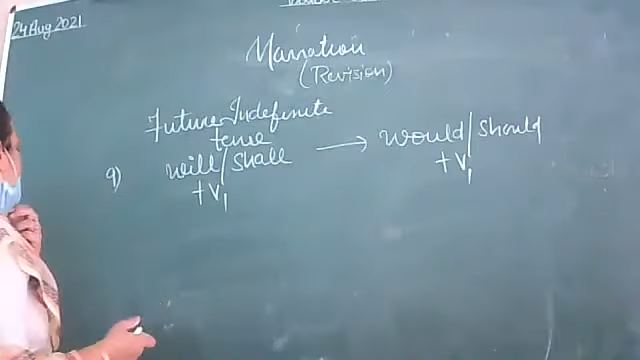 24 Aug 2021
Narration
(Revision)
Future Indefinite
tense
9) will/shall → would/should
+V1 +V1